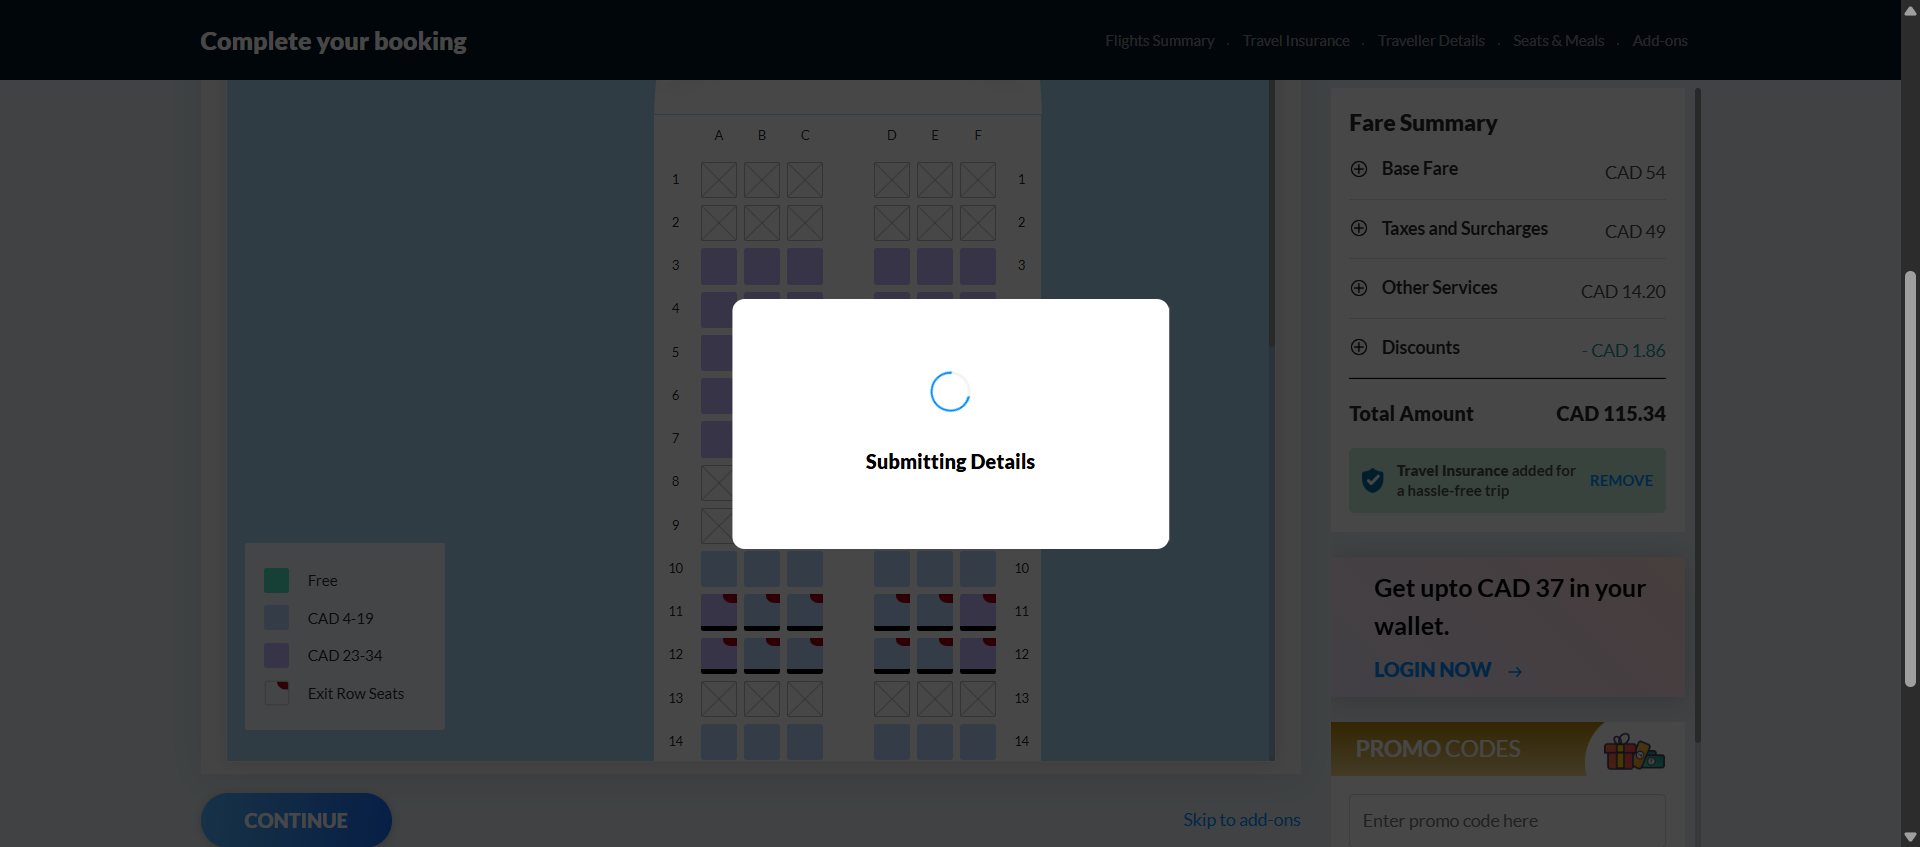 Complete your booking
Flights Summary . Travel Insurance . Traveller Details . Seats & Meals . Add-ons
A B C D E F
1 1
2 2
3 3
4
5
6
7
8
9
10 10
11 11
12 12
13 13
14 14
Free
CAD 4-19
CAD 23-34
Exit Row Seats
Submitting Details
CONTINUE
Skip to add-ons
Fare Summary
Base Fare CAD 54
Taxes and Surcharges CAD 49
Other Services CAD 14.20
Discounts - CAD 1.86
Total Amount CAD 115.34
Travel Insurance added for
a hassle-free trip
REMOVE
Get upto CAD 37 in your
wallet.
LOGIN NOW →
PROMO CODES
Enter promo code here